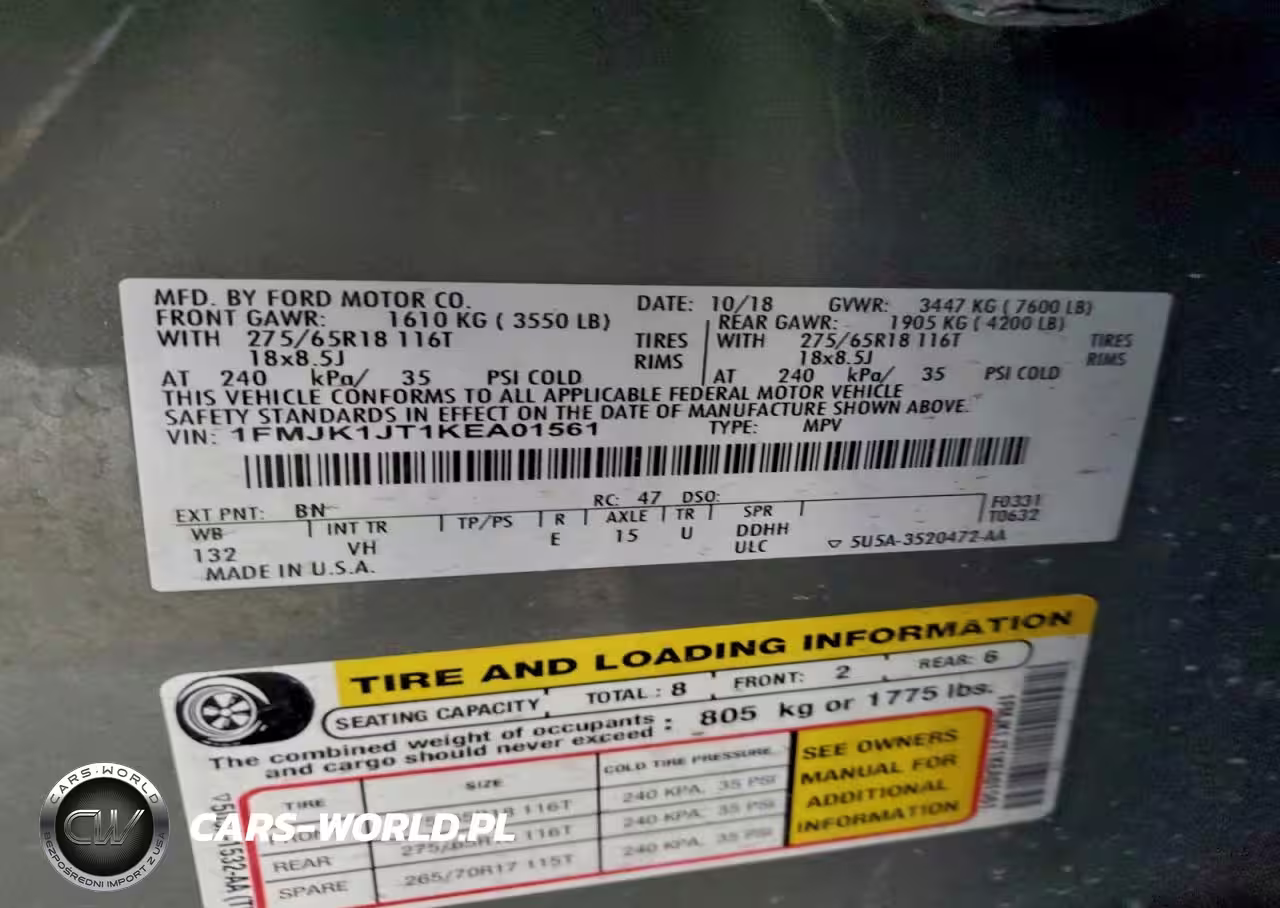 MFD. BY FORD MOTOR CO. DATE: 10/18 GVWR: 3447 KG ( 7600 LB)
FRONT GAWR: 1610 KG ( 3550 LB) REAR GAWR: 1905 KG ( 4200 LB)
WITH 275/65R18 116T TIRES WITH 275/65R18 116T TIRES
18x8.5J RIMS 18x8.5J RIMS
AT 240 kPa/ 35 PSI COLD AT 240 kPa/ 35 PSI COLD
THIS VEHICLE CONFORMS TO ALL APPLICABLE FEDERAL MOTOR VEHICLE
SAFETY STANDARDS IN EFFECT ON THE DATE OF MANUFACTURE SHOWN ABOVE.
VIN: 1FMJK1JT1KEA01561 TYPE: MPV
EXT PNT: BN RC: 47 DSO: F0331
WB INT TR TP/PS R AXLE TR SPR T0632
132 VH E 15 U DDHH
ULC ▽ 5U5A-3520472-AA
MADE IN U.S.A.
TIRE AND LOADING INFORMATION
SEATING CAPACITY TOTAL : 8 FRONT: 2 REAR: 6
The combined weight of occupants : 805 kg or 1775 lbs.
and cargo should never exceed
TIRE SIZE COLD TIRE PRESSURE
116T 240 KPA, 35 PSI
REAR 116T 240 KPA, 35 PSI
SPARE 265/70R17 115T 240 KPA, 35 PSI
SEE OWNERS
MANUAL FOR
ADDITIONAL
INFORMATION
CARS-WORLD
CW
BEZPOŚREDNI IMPORT Z USA
CARS-WORLD.PL